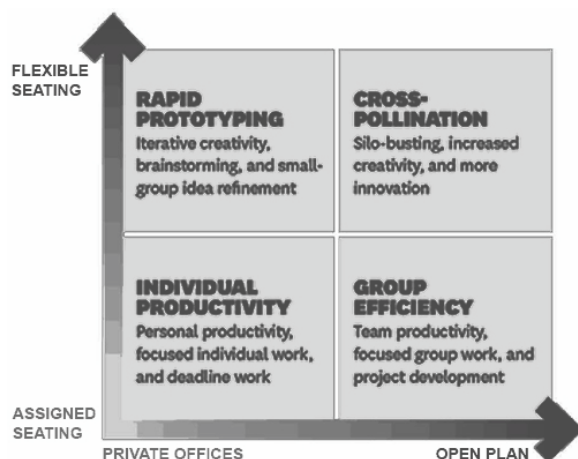 FLEXIBLE
SEATING
RAPID
PROTOTYPING
Iterative creativity,
brainstorming, and small-
group idea refinement
CROSS-
POLLINATION
Silo-busting, increased
creativity, and more
innovation
INDIVIDUAL
PRODUCTIVITY
Personal productivity,
focused individual work,
and deadline work
GROUP
EFFICIENCY
Team productivity,
focused group work, and
project development
ASSIGNED
SEATING
PRIVATE OFFICES
OPEN PLAN